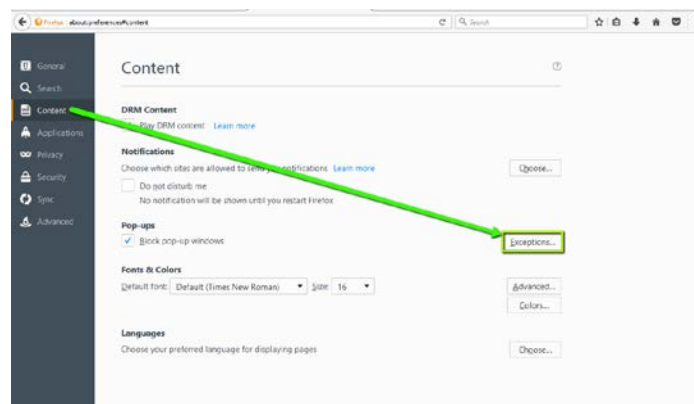 Firefox about:preferences#content
Search
General
Search
Content
Applications
Privacy
Security
Sync
Advanced
Content
DRM Content
Play DRM content Learn more
Notifications
Choose which sites are allowed to send you notifications Learn more
Choose...
Do not disturb me
No notification will be shown until you restart Firefox
Pop-ups
Block pop-up windows
Exceptions...
Fonts & Colors
Default font: Default (Times New Roman) Size: 16
Advanced...
Colors...
Languages
Choose your preferred language for displaying pages
Choose...